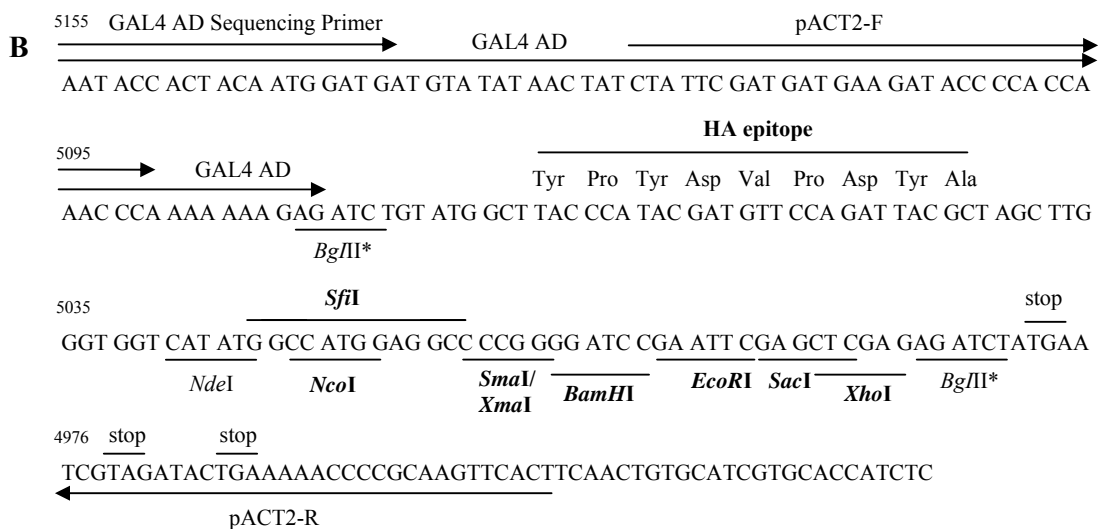 B
5155
GAL4 AD Sequencing Primer
GAL4 AD
pACT2-F
AAT ACC ACT ACA ATG GAT GAT GTA TAT AAC TAT CTA TTC GAT GAT GAA GAT ACC CCA CCA
HA epitope
5095
GAL4 AD
Tyr Pro Tyr Asp Val Pro Asp Tyr Ala
AAC CCA AAA AAA GAG ATC TGT ATG GCT TAC CCA TAC GAT GTT CCA GAT TAC GCT AGC TTG
BglII*
SfiI
5035
stop
GGT GGT CAT ATG GCC ATG GAG GCC CCG GGG ATC CGA ATT CGA GCT CGA GAG ATC TATGAA
NdeI NcoI SmaI/ XmaI BamHI EcoRI SacI XhoI BglII*
4976 stop stop
TCGTAGATACTGAAAAACCCCGCAAGTTCACTTCAACTGTGCATCGTGCACCATCTC
pACT2-R